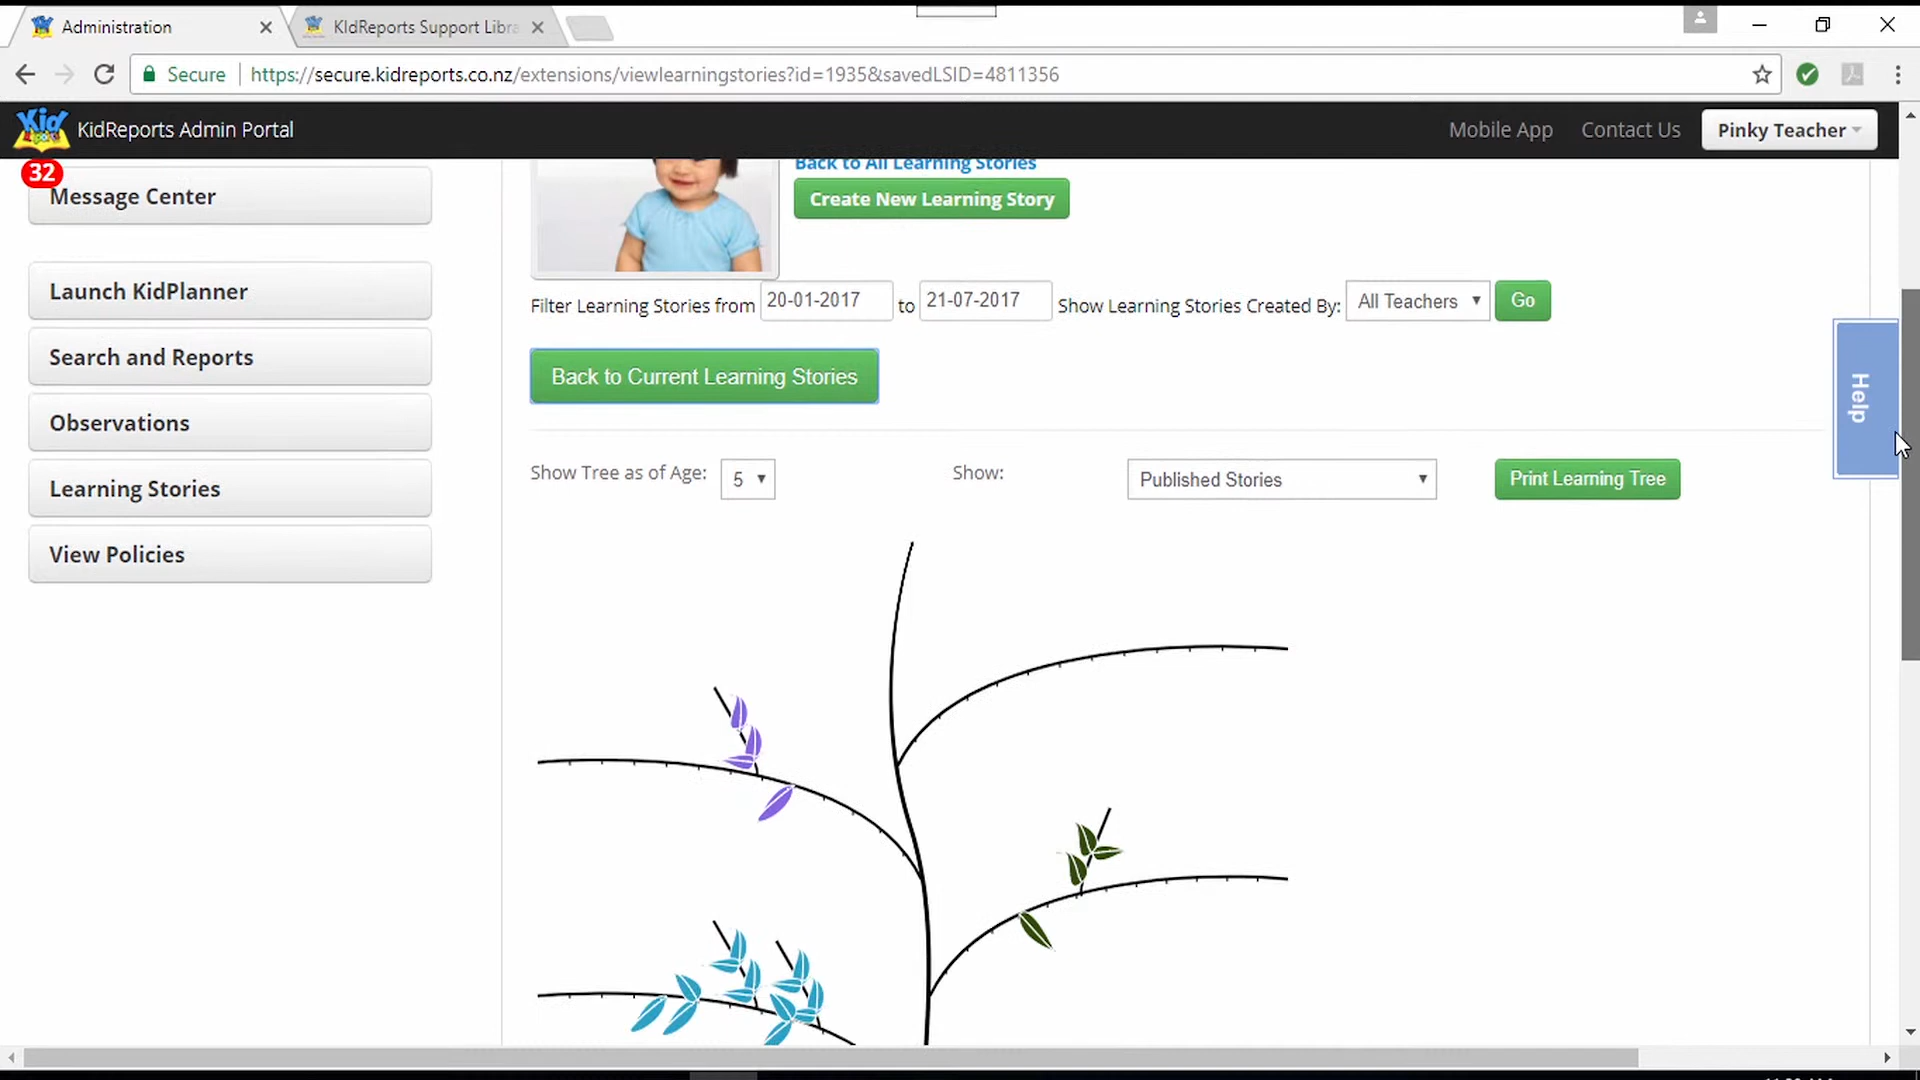 Administration
KIdReports Support Libra
Secure https://secure.kidreports.co.nz/extensions/viewlearningstories?id=1935&savedLSID=4811356
KidReports Admin Portal
Mobile App
Contact Us
Pinky Teacher
32
Message Center
Launch KidPlanner
Search and Reports
Observations
Learning Stories
View Policies
Back to All Learning Stories
Create New Learning Story
Filter Learning Stories from 20-01-2017 to 21-07-2017 Show Learning Stories Created By: All Teachers Go
Back to Current Learning Stories
Show Tree as of Age: 5 Show: Published Stories Print Learning Tree
Help